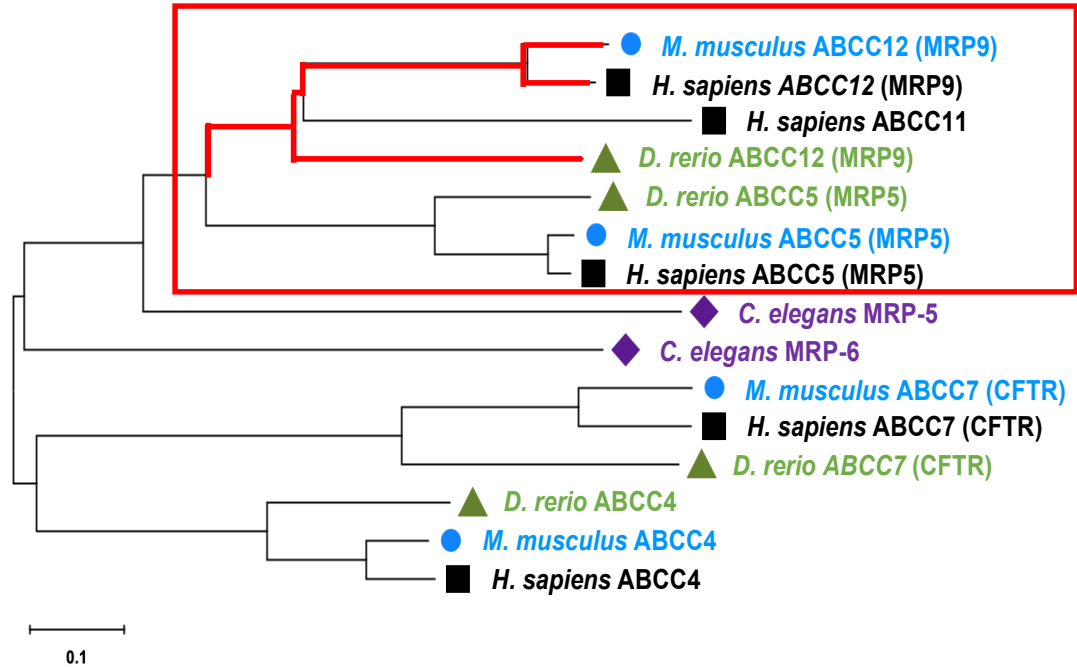 M. musculus ABCC12 (MRP9)
H. sapiens ABCC12 (MRP9)
H. sapiens ABCC11
D. rerio ABCC12 (MRP9)
D. rerio ABCC5 (MRP5)
M. musculus ABCC5 (MRP5)
H. sapiens ABCC5 (MRP5)
C. elegans MRP-5
C. elegans MRP-6
M. musculus ABCC7 (CFTR)
H. sapiens ABCC7 (CFTR)
D. rerio ABCC7 (CFTR)
D. rerio ABCC4
M. musculus ABCC4
H. sapiens ABCC4
0.1